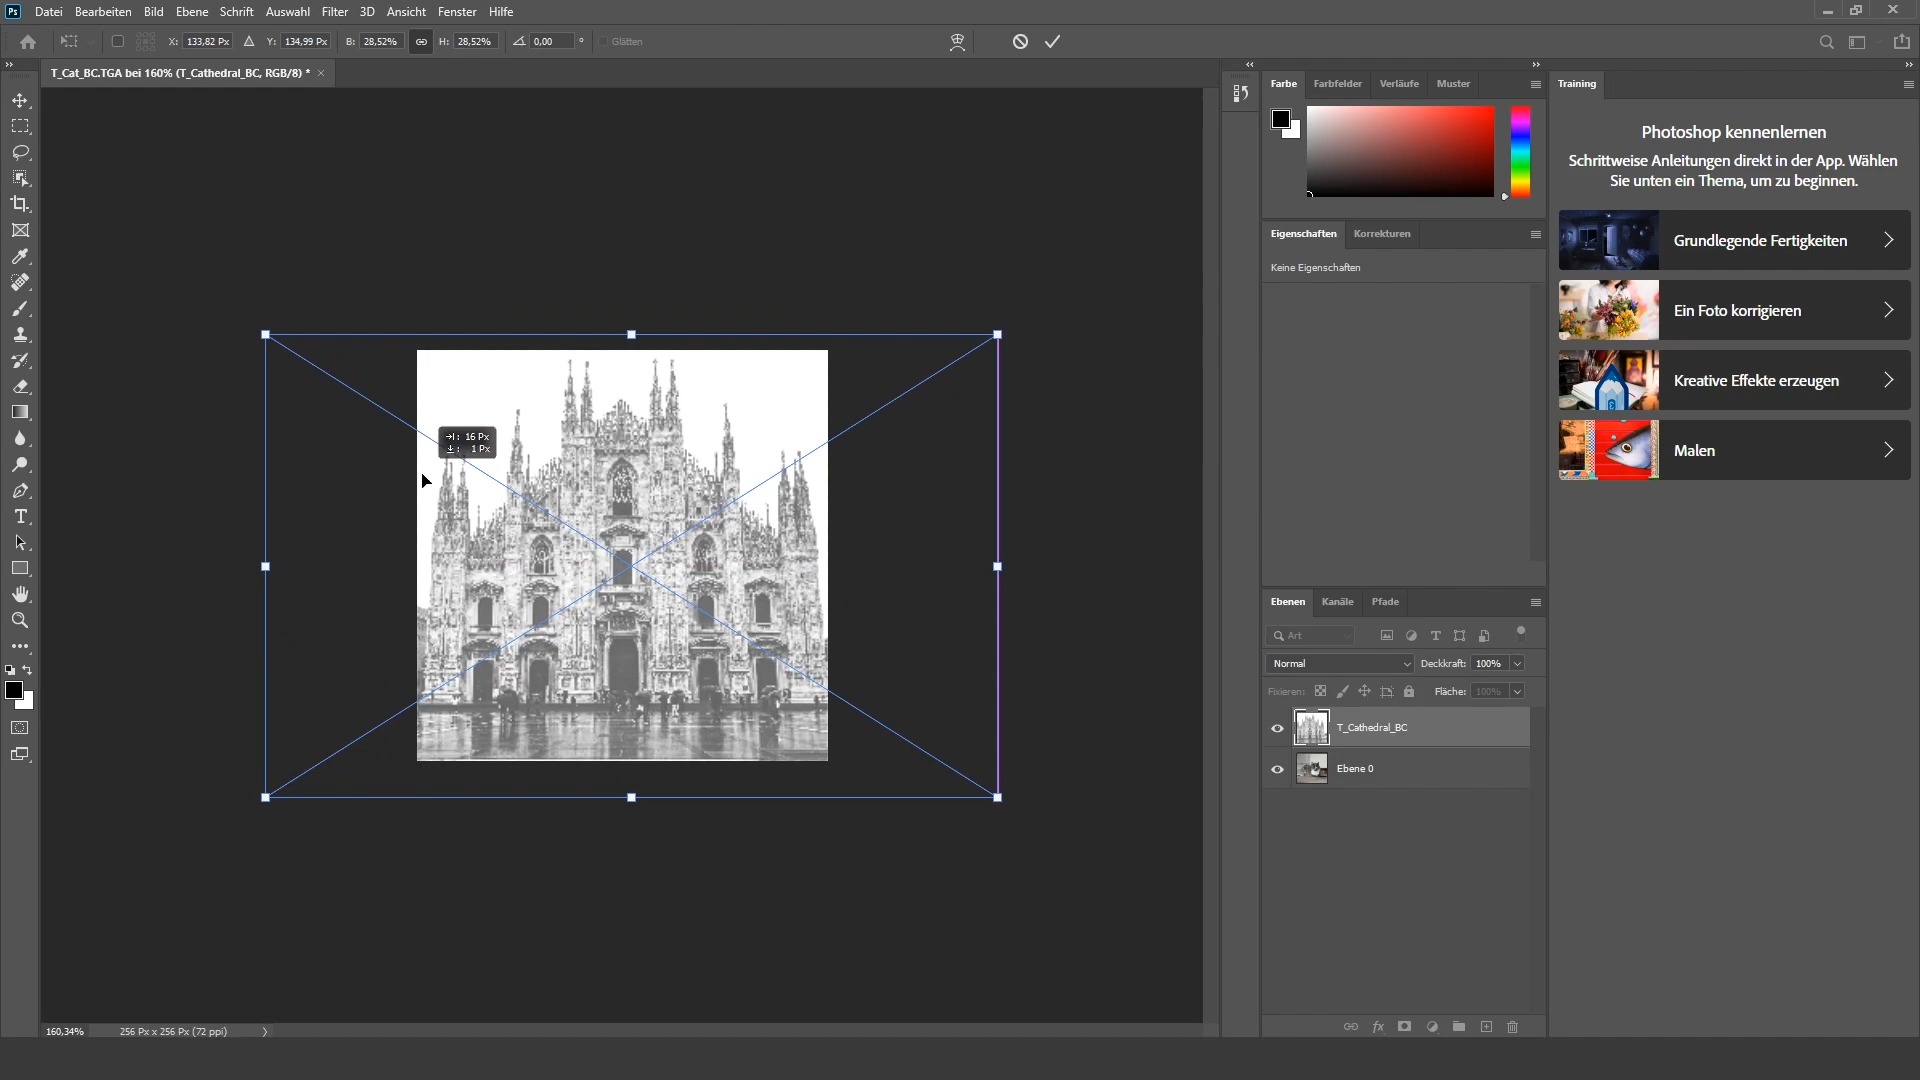 Ps Datei Bearbeiten Bild Ebene Schrift Auswahl Filter 3D Ansicht Fenster Hilfe
X: 133,82 Px Y: 134,99 Px B: 28,52% H: 28,52% 0,00 ° Glätten
T_Cat_BC.TGA bei 160% (T_Cathedral_BC, RGB/8) * ×
Farbe Farbfelder Verläufe Muster
Training
Photoshop kennenlernen
Schrittweise Anleitungen direkt in der App. Wählen
Sie unten ein Thema, um zu beginnen.
Grundlegende Fertigkeiten
Ein Foto korrigieren
Kreative Effekte erzeugen
Malen
Eigenschaften Korrekturen
Keine Eigenschaften
: 16 Px
: 1 Px
Ebenen Kanäle Pfade
Art
Normal Deckkraft: 100%
Fixieren: Fläche: 100%
T_Cathedral_BC
Ebene 0
fx
160,34% 256 Px x 256 Px (72 ppi)